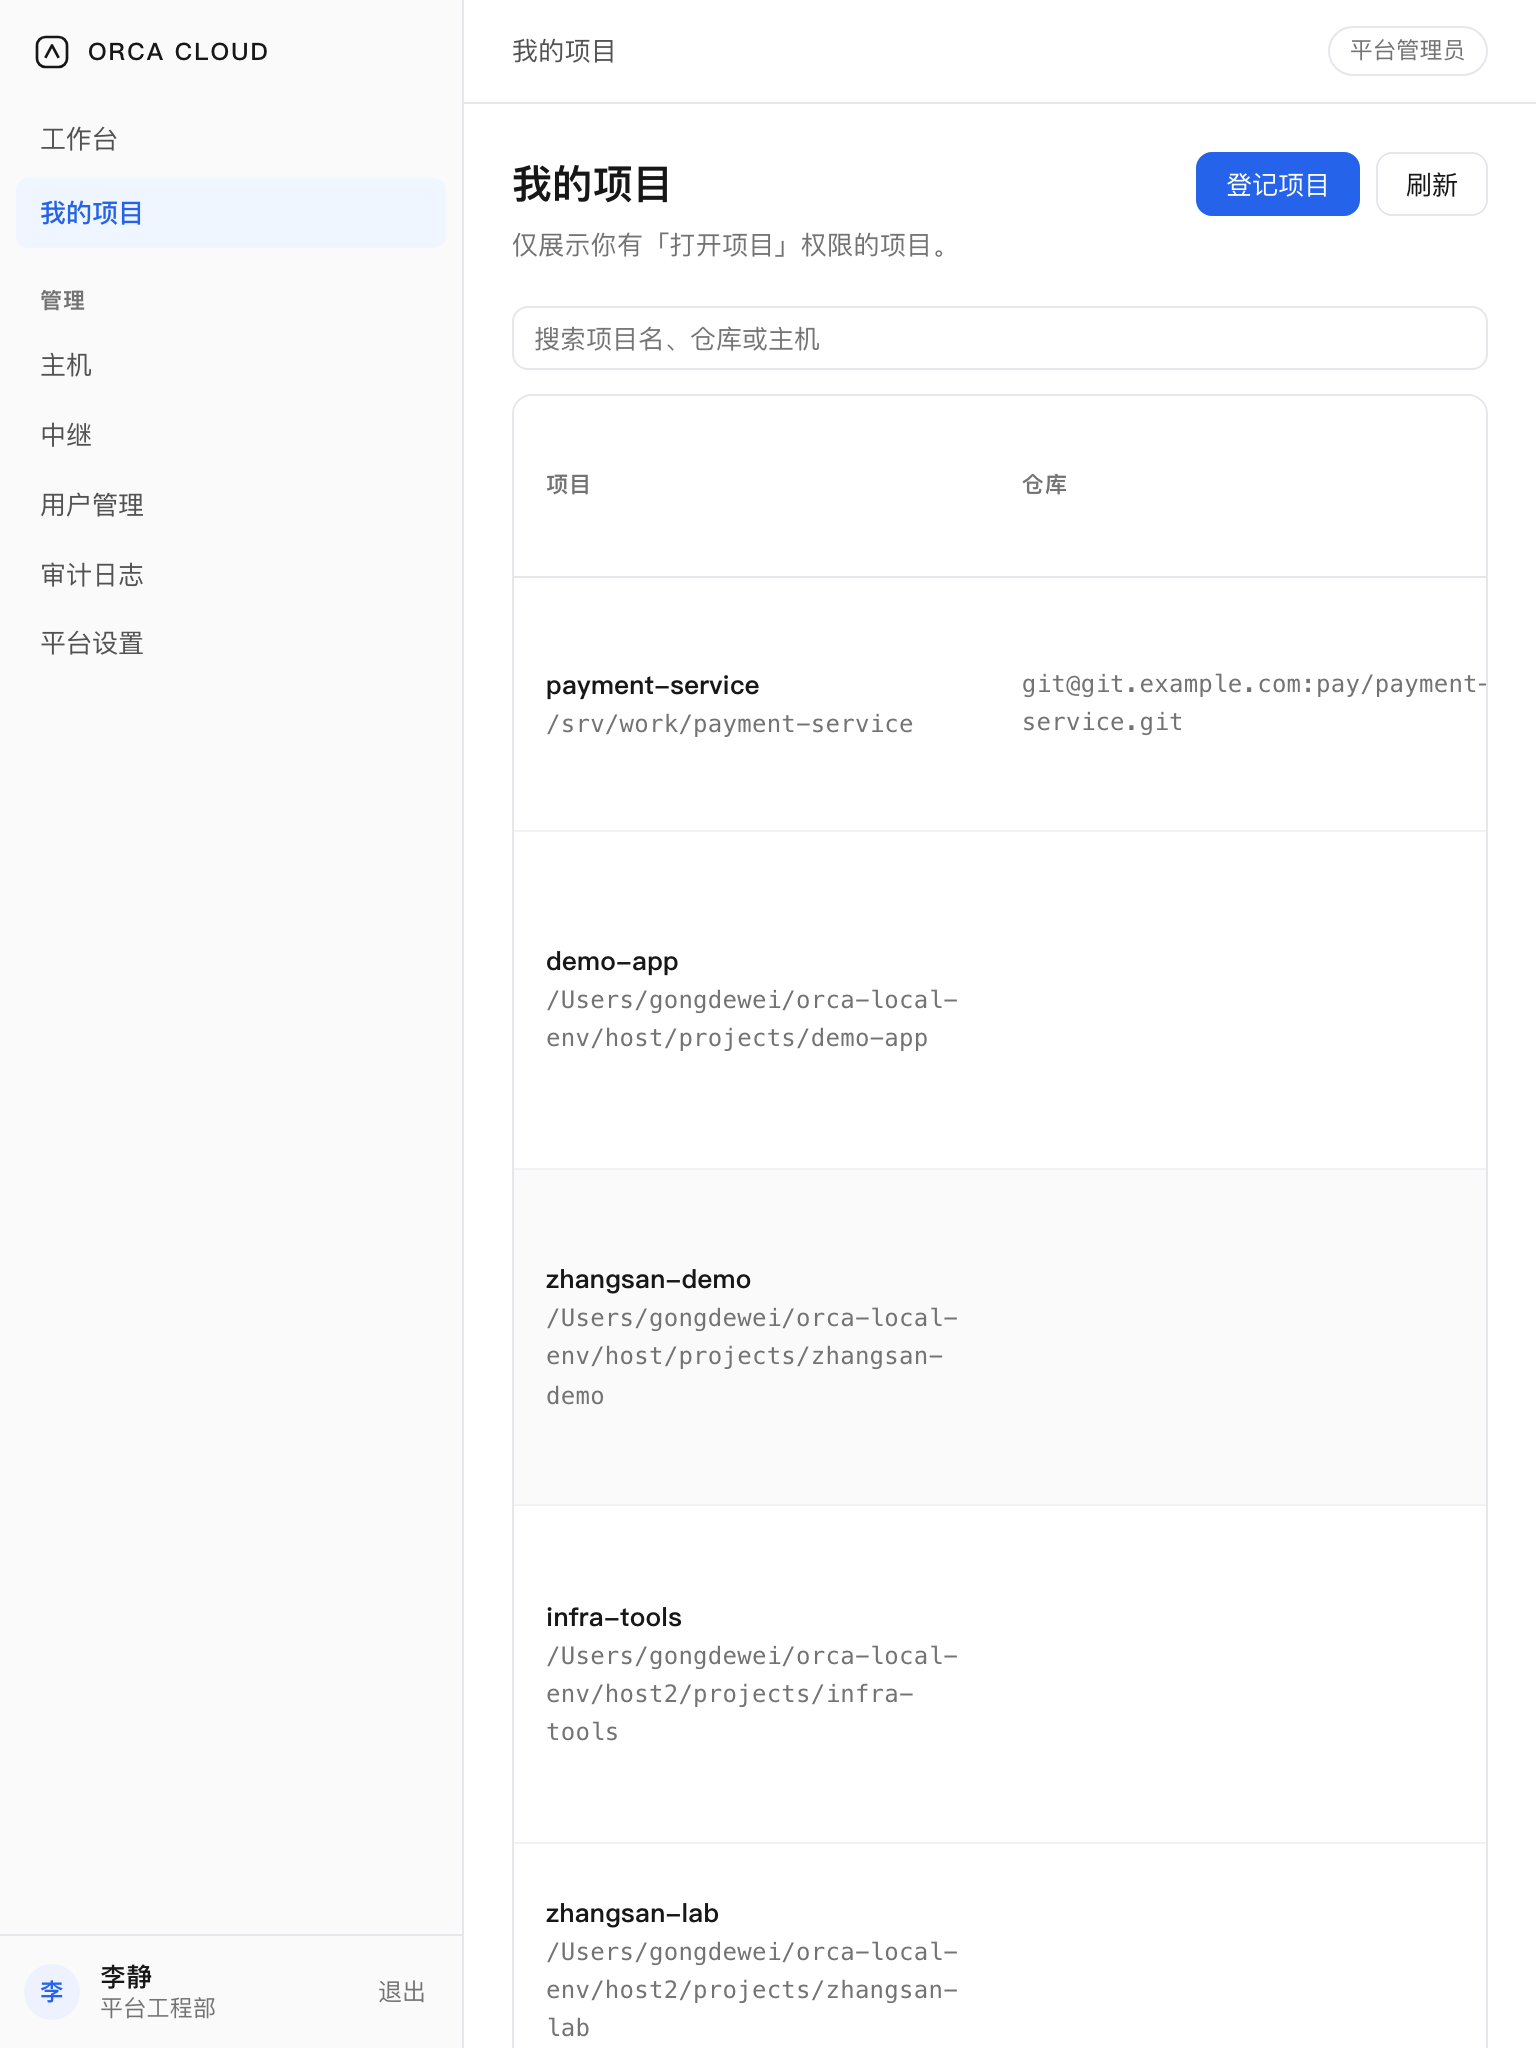 ORCA CLOUD
工作台
我的项目
管理
主机
中继
用户管理
审计日志
平台设置
李
李静
平台工程部
退出
我的项目
平台管理员
我的项目
登记项目
刷新
仅展示你有「打开项目」权限的项目。
搜索项目名、仓库或主机
项目
仓库
payment-service
/srv/work/payment-service
git@git.example.com:pay/payment-
service.git
demo-app
/Users/gongdewei/orca-local-
env/host/projects/demo-app
zhangsan-demo
/Users/gongdewei/orca-local-
env/host/projects/zhangsan-
demo
infra-tools
/Users/gongdewei/orca-local-
env/host2/projects/infra-
tools
zhangsan-lab
/Users/gongdewei/orca-local-
env/host2/projects/zhangsan-
lab